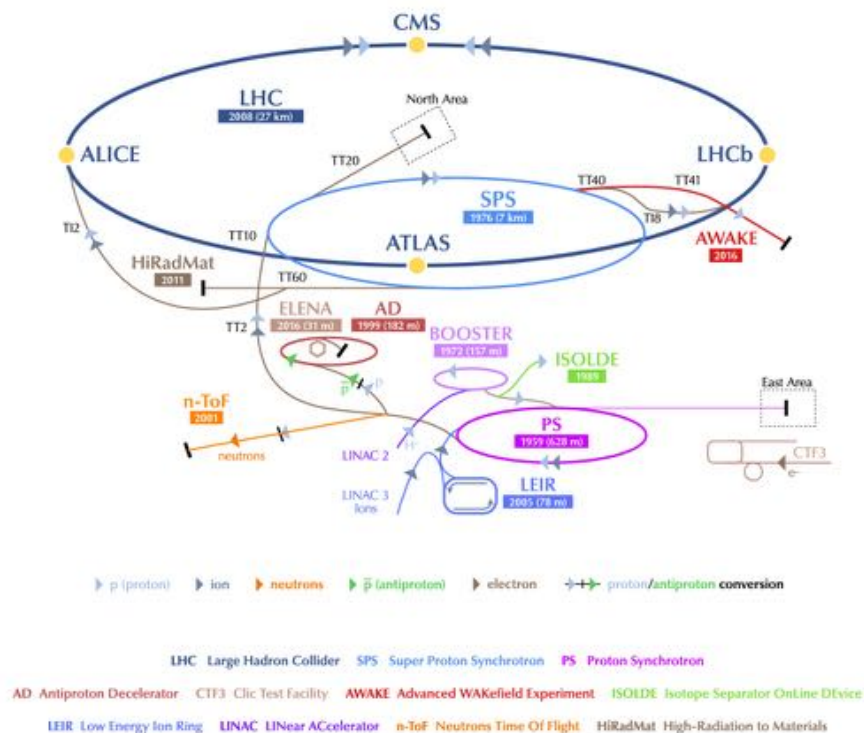 CMS
LHC
2008 (27 km)
North Area
ALICE
TT20
LHCb
TT40
TT41
SPS
1976 (7 km)
TI8
TI2
TT10
ATLAS
AWAKE
2016
HiRadMat
2011
TT60
ELENA
2016 (31 m)
AD
1999 (182 m)
TT2
BOOSTER
1972 (157 m)
ISOLDE
1989
p
p̄
East Area
n-ToF
2001
PS
1959 (628 m)
neutrons
LINAC 2
H⁺
CTF3
e⁻
LINAC 3
Ions
LEIR
2005 (78 m)
p (proton) ion neutrons p̄ (antiproton) electron proton/antiproton conversion
LHC Large Hadron Collider SPS Super Proton Synchrotron PS Proton Synchrotron
AD Antiproton Decelerator CTF3 Clic Test Facility AWAKE Advanced WAKefield Experiment ISOLDE Isotope Separator OnLine DEvice
LEIR Low Energy Ion Ring LINAC LINear ACcelerator n-ToF Neutrons Time Of Flight HiRadMat High-Radiation to Materials